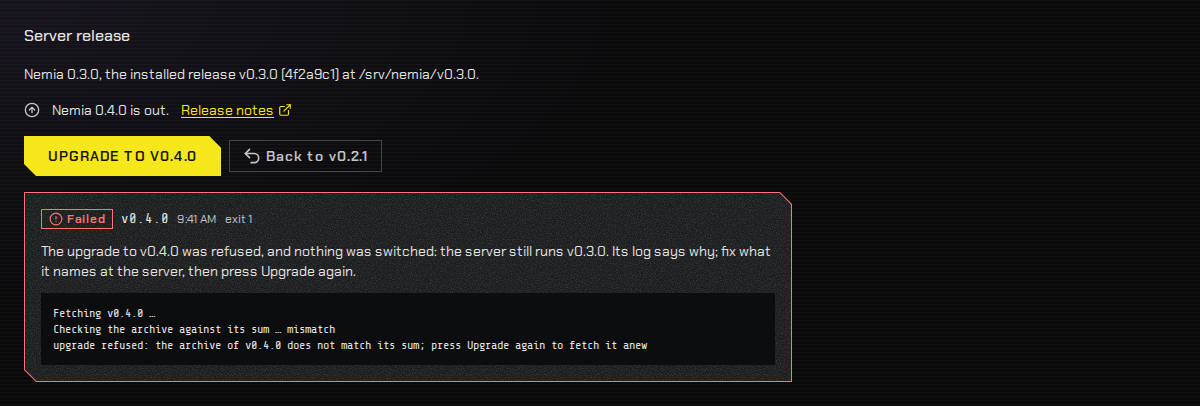 Server release
Nemia 0.3.0, the installed release v0.3.0 (4f2a9c1) at /srv/nemia/v0.3.0.
Nemia 0.4.0 is out. Release notes
UPGRADE TO V0.4.0
Back to v0.2.1
Failed v0.4.0 9:41 AM exit 1
The upgrade to v0.4.0 was refused, and nothing was switched: the server still runs v0.3.0. Its log says why; fix what
it names at the server, then press Upgrade again.
Fetching v0.4.0 …
Checking the archive against its sum … mismatch
upgrade refused: the archive of v0.4.0 does not match its sum; press Upgrade again to fetch it anew